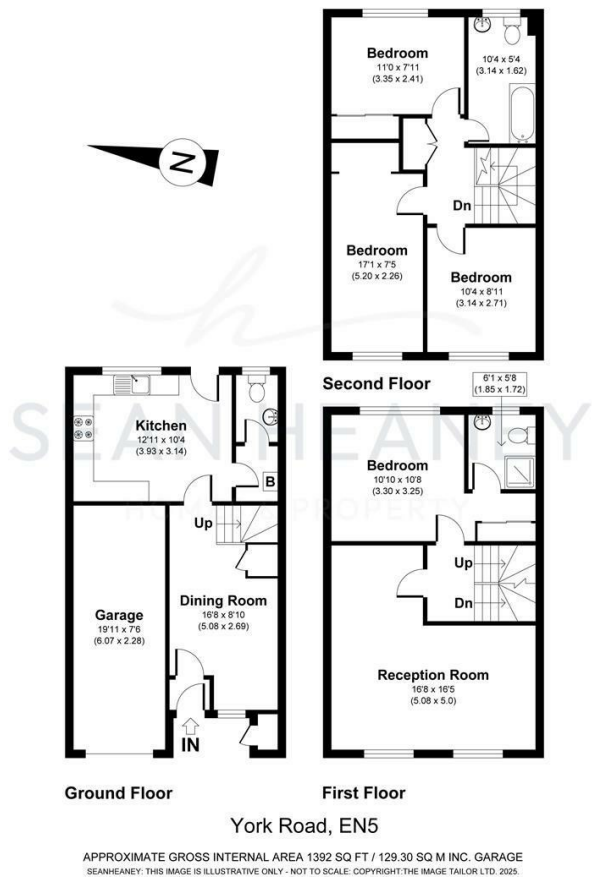 Bedroom
11'0 x 7'11
(3.35 x 2.41)
10'4 x 5'4
(3.14 x 1.62)
N
Dn
Bedroom
17'1 x 7'5
(5.20 x 2.26)
Bedroom
10'4 x 8'11
(3.14 x 2.71)
Second Floor
6'1 x 5'8
(1.85 x 1.72)
SEAN HEANEY
HOMES & PROPERTY
Kitchen
12'11 x 10'4
(3.93 x 3.14)
B
Up
Garage
19'11 x 7'6
(6.07 x 2.28)
Dining Room
16'8 x 8'10
(5.08 x 2.69)
IN
Ground Floor
Bedroom
10'10 x 10'8
(3.30 x 3.25)
Up
Dn
Reception Room
16'8 x 16'5
(5.08 x 5.0)
First Floor
York Road, EN5
APPROXIMATE GROSS INTERNAL AREA 1392 SQ FT / 129.30 SQ M INC. GARAGE
SEANHEANEY: THIS IMAGE IS ILLUSTRATIVE ONLY - NOT TO SCALE: COPYRIGHT:THE IMAGE TAILOR LTD. 2025.